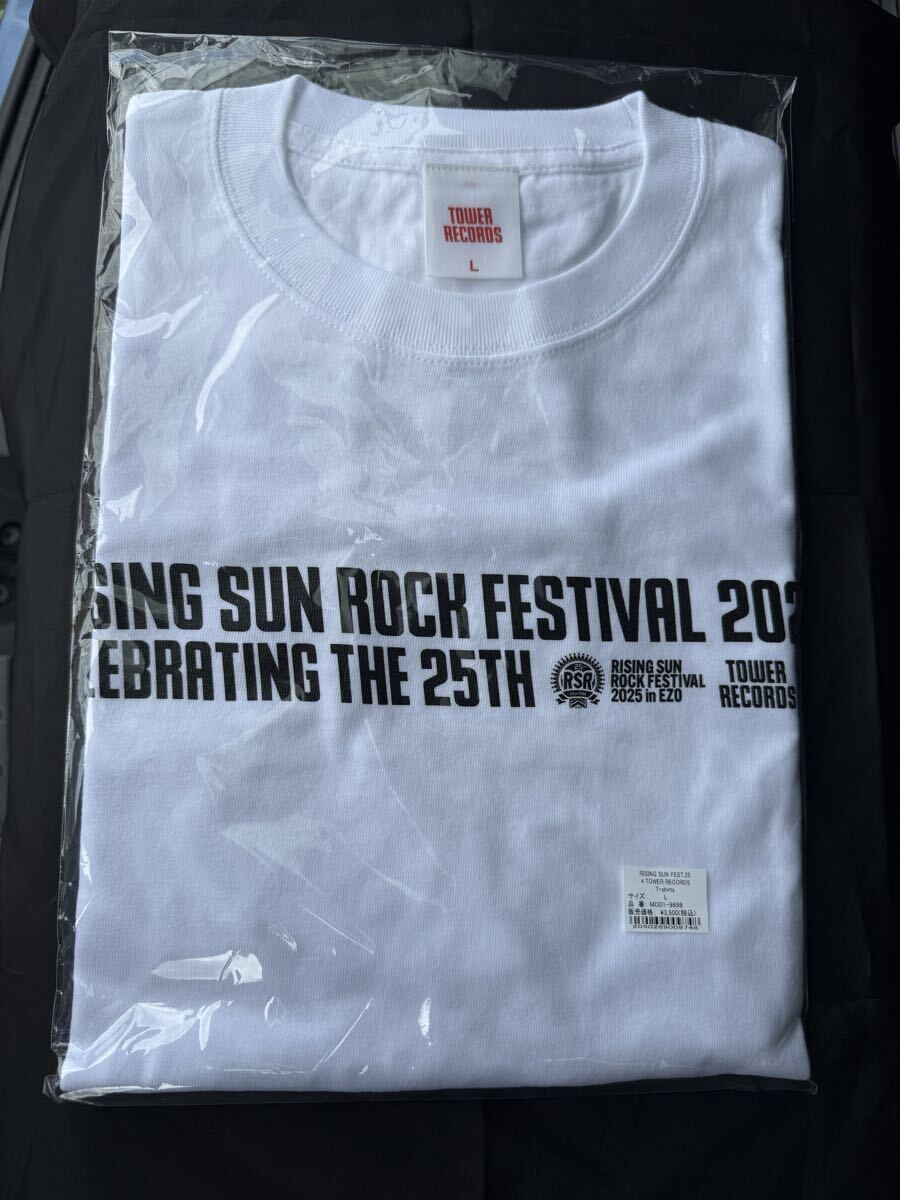 TOWER
RECORDS
L
SING SUN ROCK FESTIVAL 202
EBRATING THE 25TH
RSR
RISING SUN
ROCK FESTIVAL
2025 in EZO
TOWER
RECORDS
RISING SUN FEST.25
×TOWER RECORDS
T-shirts
サイズ: L
品 番: MD01-9698
販売価格: ¥3,500(税込)
2050269009748